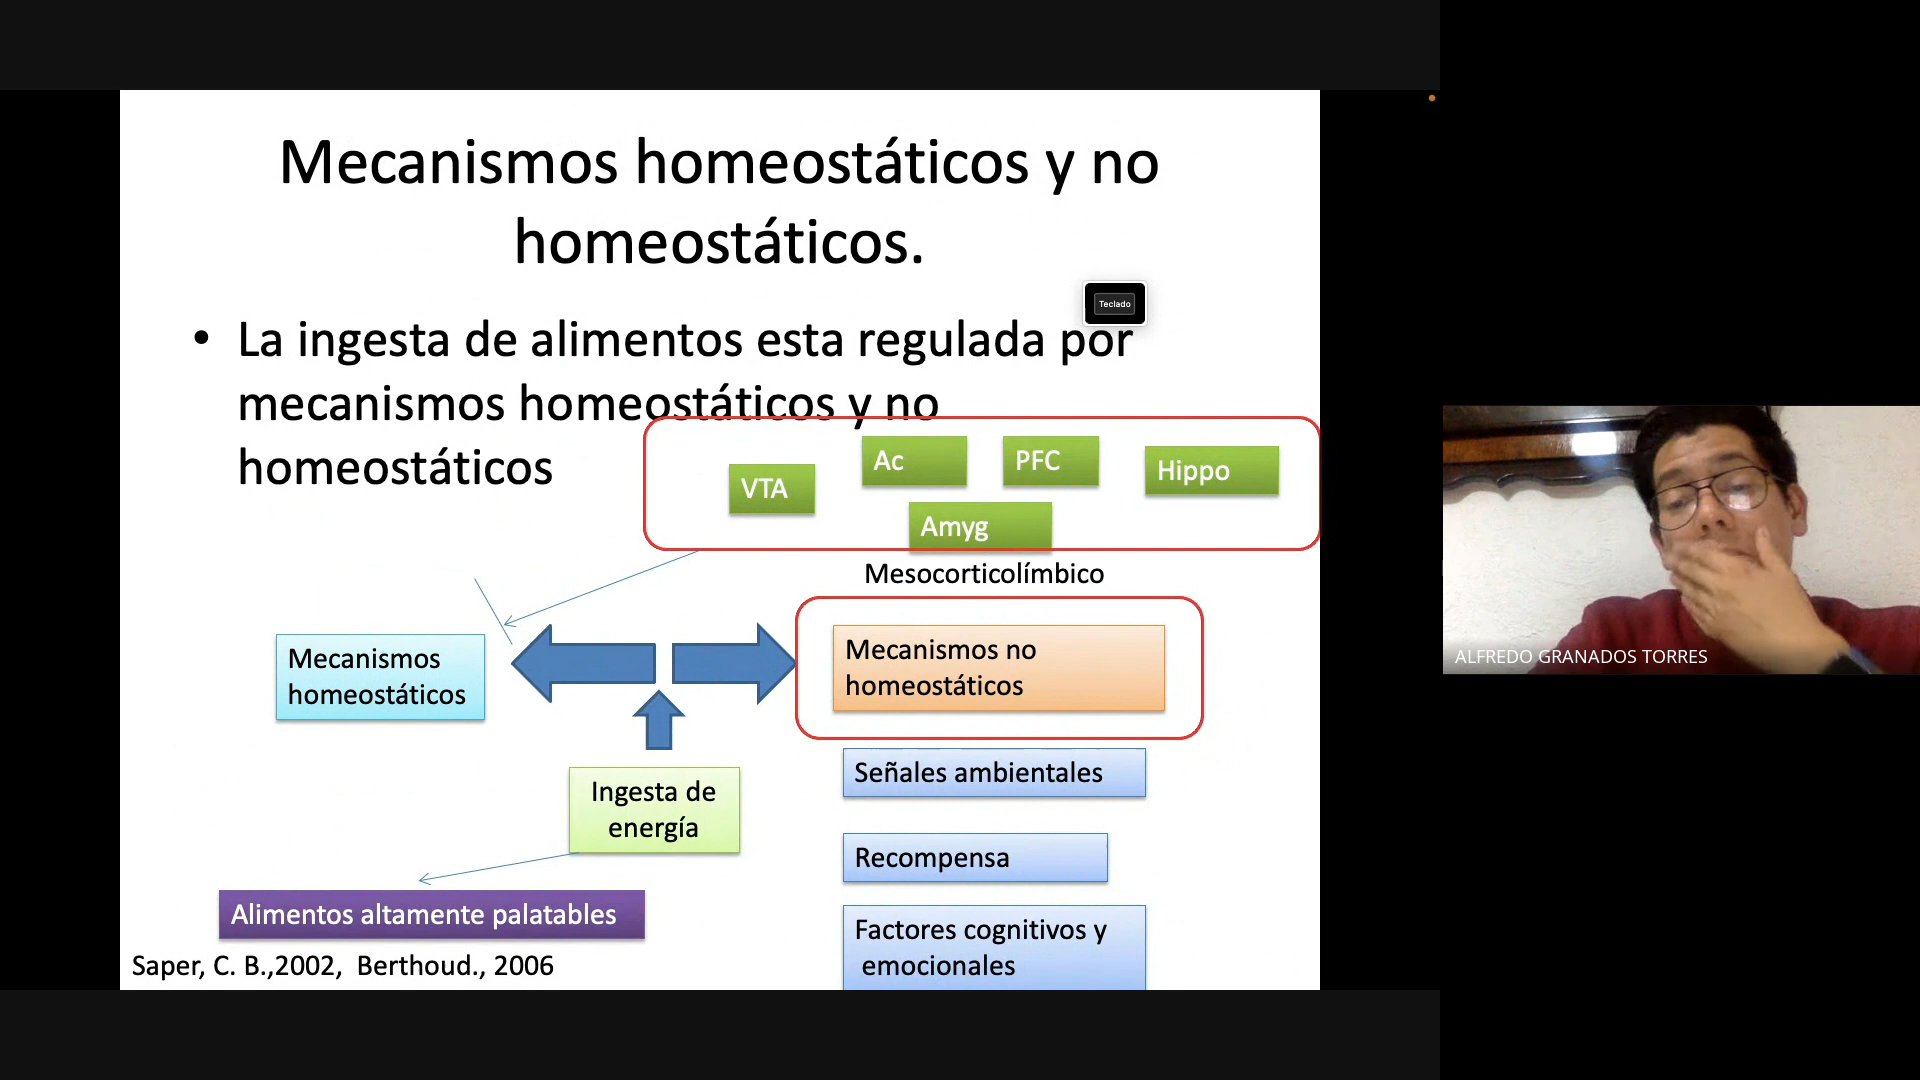 Mecanismos homeostáticos y no
homeostáticos.
Teclado
• La ingesta de alimentos esta regulada por
mecanismos homeostáticos y no
homeostáticos
VTA
Ac
PFC
Hippo
Amyg
Mesocorticolímbico
Mecanismos
homeostáticos
Mecanismos no
homeostáticos
Ingesta de
energía
Señales ambientales
Recompensa
Alimentos altamente palatables
Factores cognitivos y
emocionales
Saper, C. B.,2002, Berthoud., 2006
ALFREDO GRANADOS TORRES